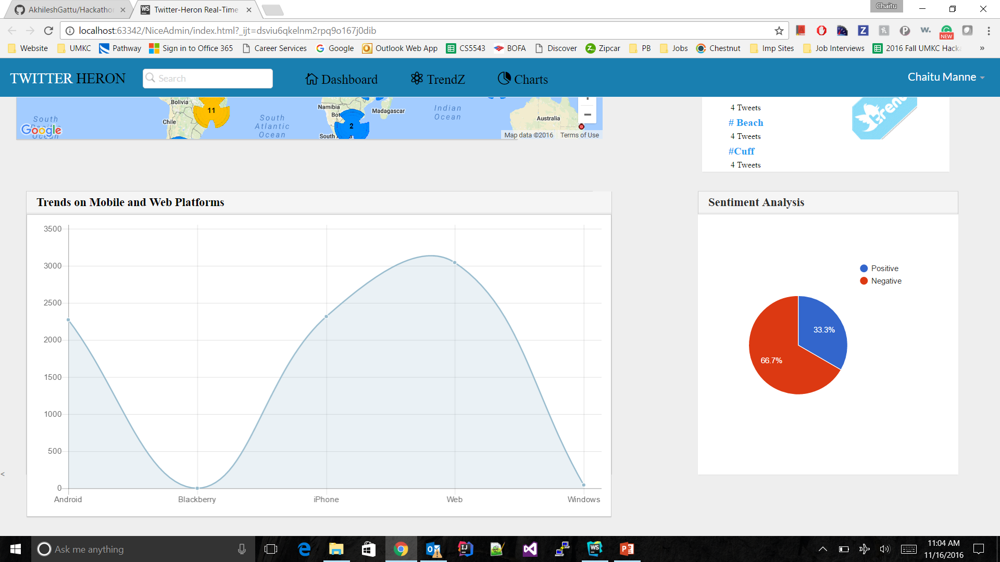 AkhileshGattu/Hackatho
Twitter-Heron Real-Time
Chaitu
localhost:63342/NiceAdmin/index.html?_ijt=dsviu6qkelnm2rpq9o167j0dib
NEW
Website UMKC Pathway Sign in to Office 365 Career Services Google Outlook Web App CS5543 BOFA Discover Zipcar PB Jobs Chestnut Imp Sites Job Interviews 2016 Fall UMKC Hack »
TWITTER HERON Search Dashboard TrendZ Charts Chaitu Manne
Bolivia
11
Chile
South
Pacific
Ocean
Google
South
Atlantic
Ocean
Namibia
Bot
Madagascar
2
South
Indian
Ocean
Australia
Map data ©2016 Terms of Use
4 Tweets
# Beach
4 Tweets
#Cuff
4 Tweets
Trends on Mobile and Web Platforms
3500
3000
2500
2000
1500
1000
500
0
Android Blackberry iPhone Web Windows
Sentiment Analysis
Positive
Negative
33.3%
66.7%
<
Ask me anything
11:04 AM
11/16/2016